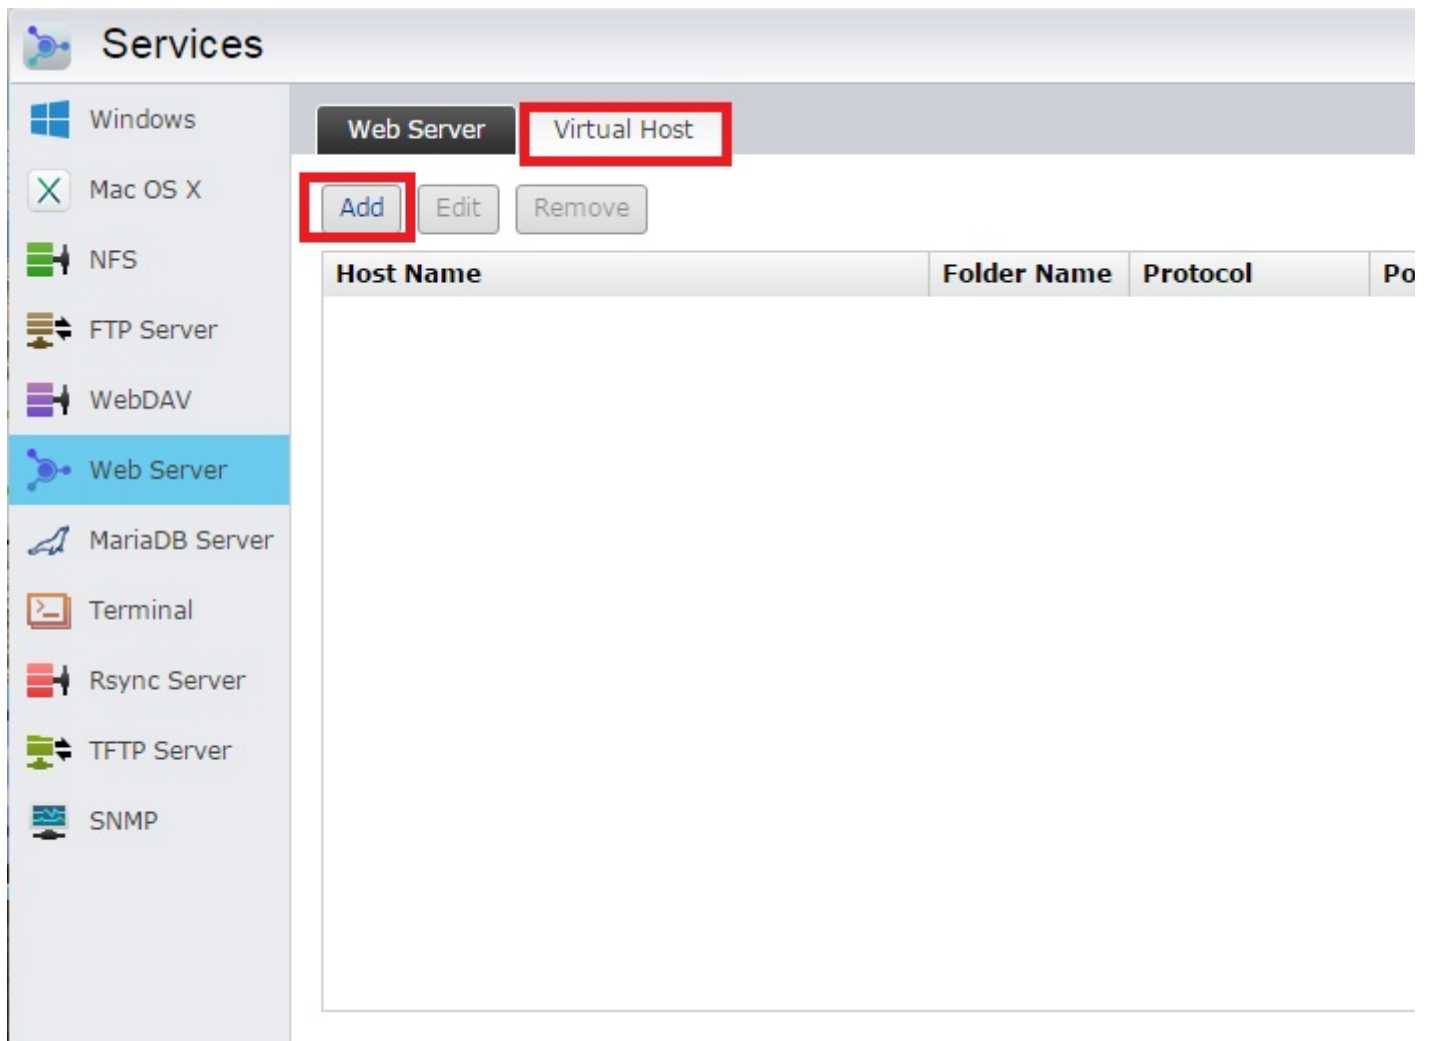 Services
Windows
Mac OS X
NFS
FTP Server
WebDAV
Web Server
MariaDB Server
Terminal
Rsync Server
TFTP Server
SNMP
Web Server Virtual Host
Add Edit Remove
Host Name Folder Name Protocol Po